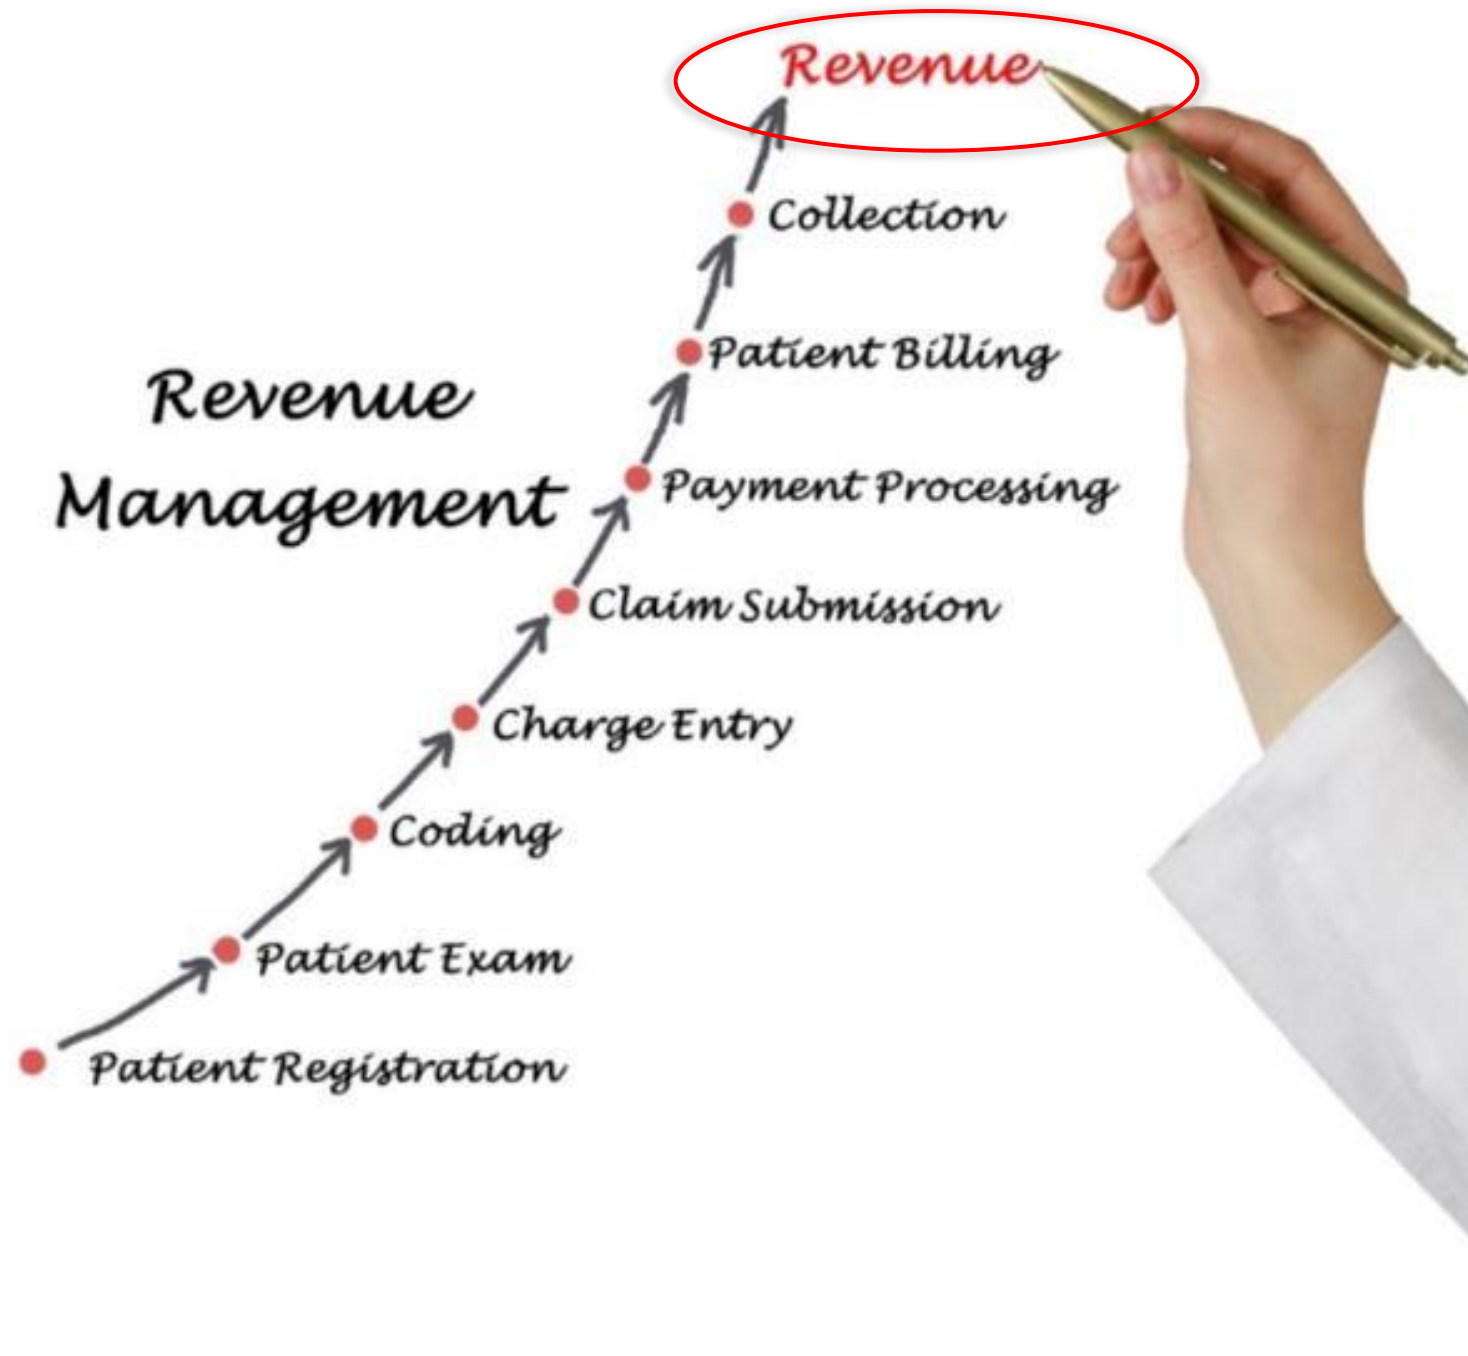 Revenue
Collection
Patient Billing
Revenue
Management
Payment Processing
Claim Submission
Charge Entry
Coding
Patient Exam
Patient Registration